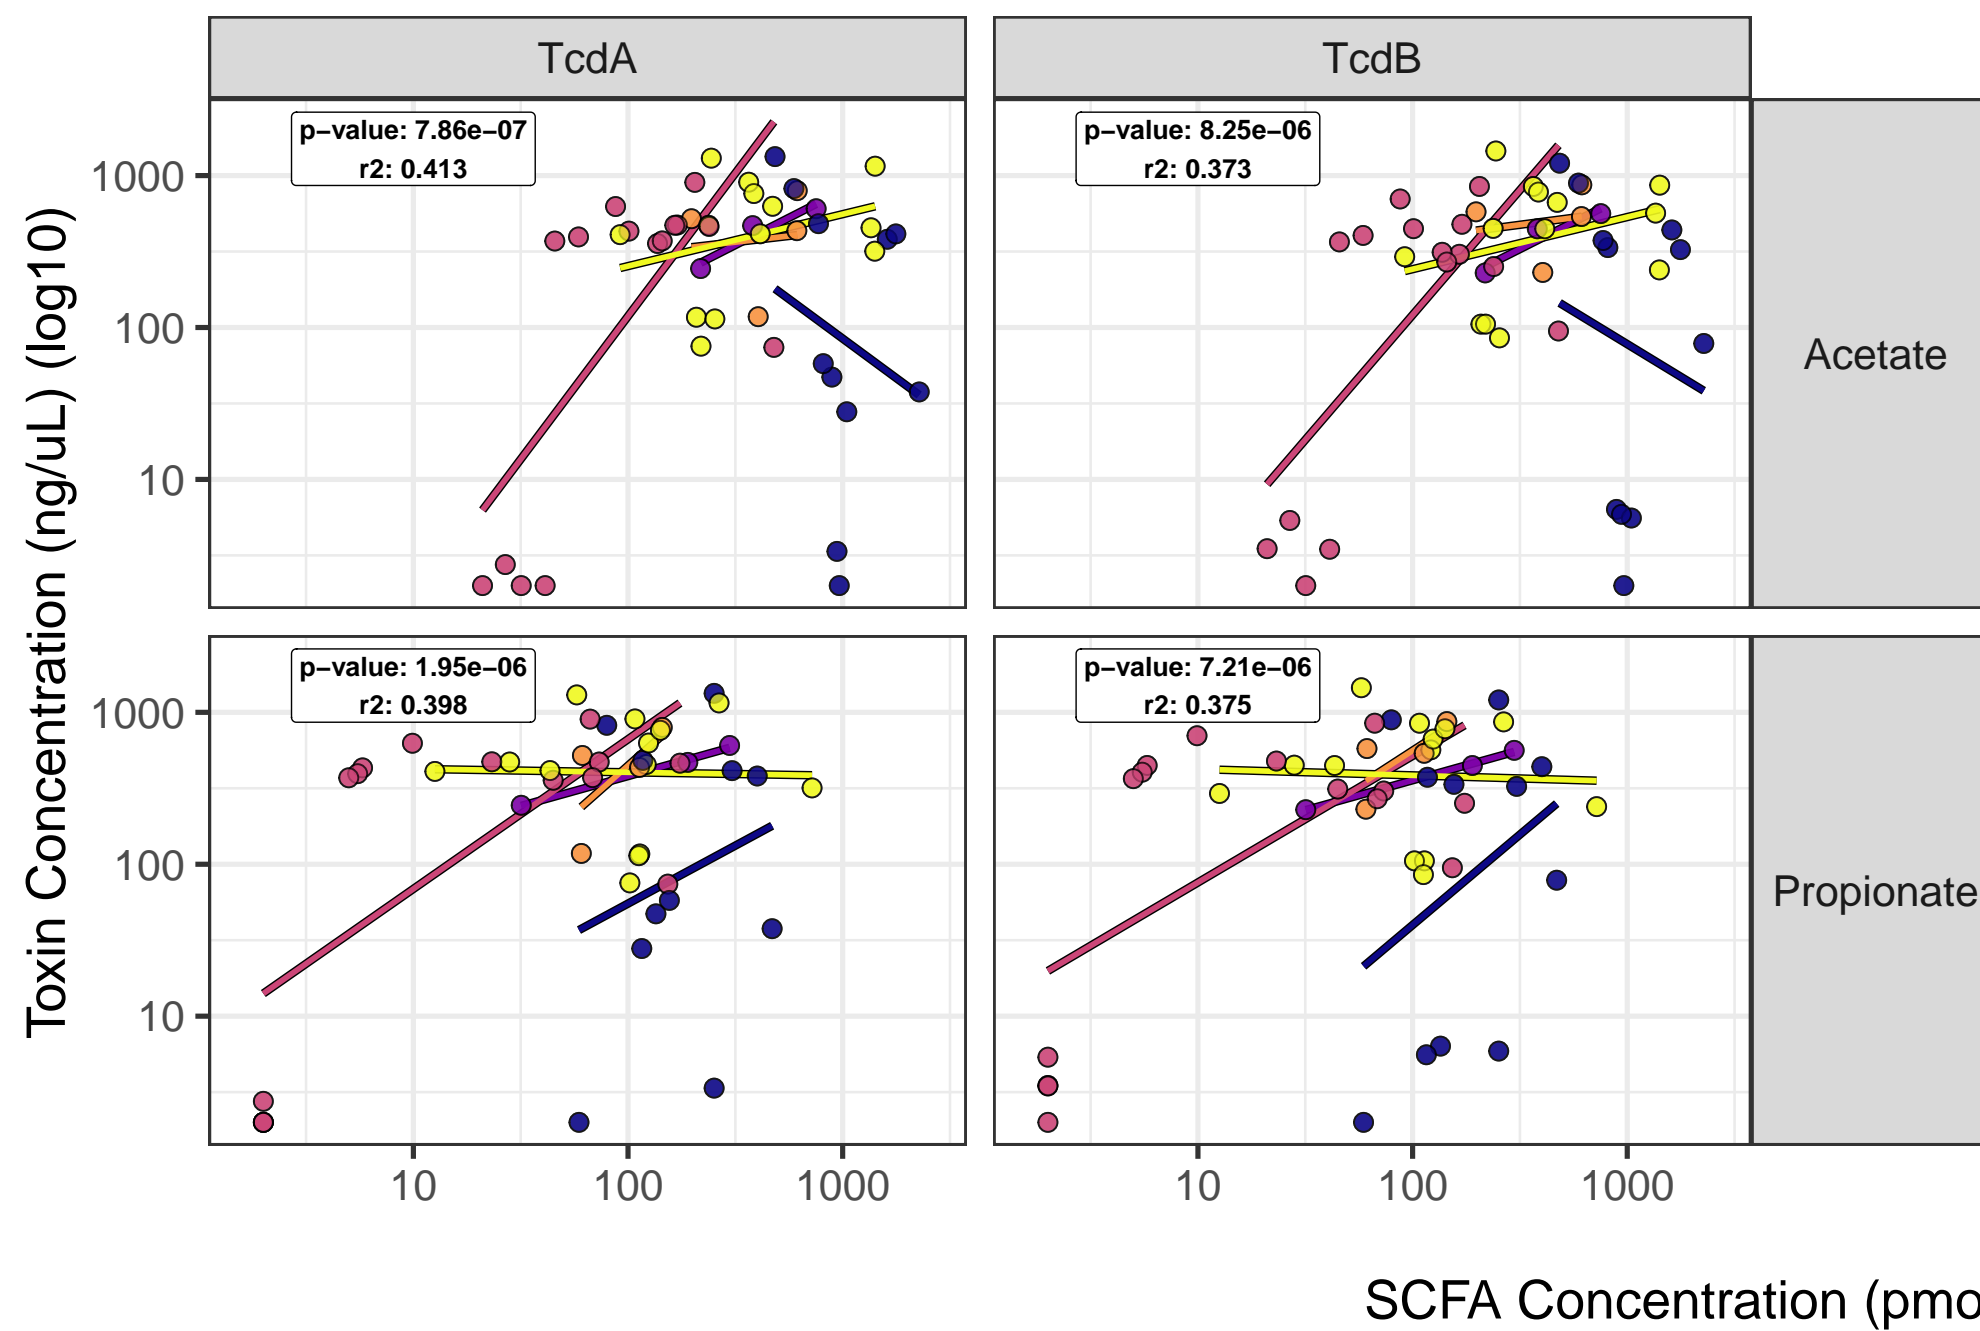 TcdA
TcdB
p−value: 7.86e−07
r2: 0.413
p−value: 8.25e−06
r2: 0.373
1000
100
10
Acetate
p−value: 1.95e−06
r2: 0.398
p−value: 7.21e−06
r2: 0.375
1000
100
10
Propionate
10
100
1000
10
100
1000
Toxin Concentration (ng/uL) (log10)
SCFA Concentration (pmo